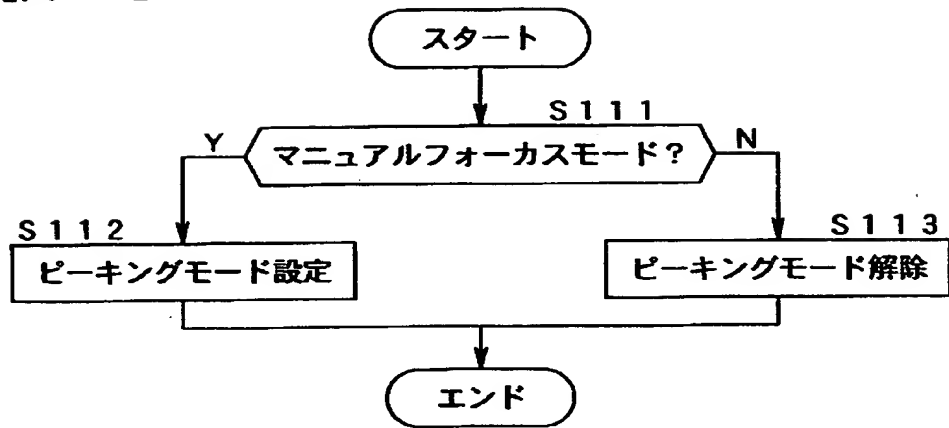 スタート
S111
マニュアルフォーカスモード?
Y
N
S112
ピーキングモード設定
S113
ピーキングモード解除
エンド